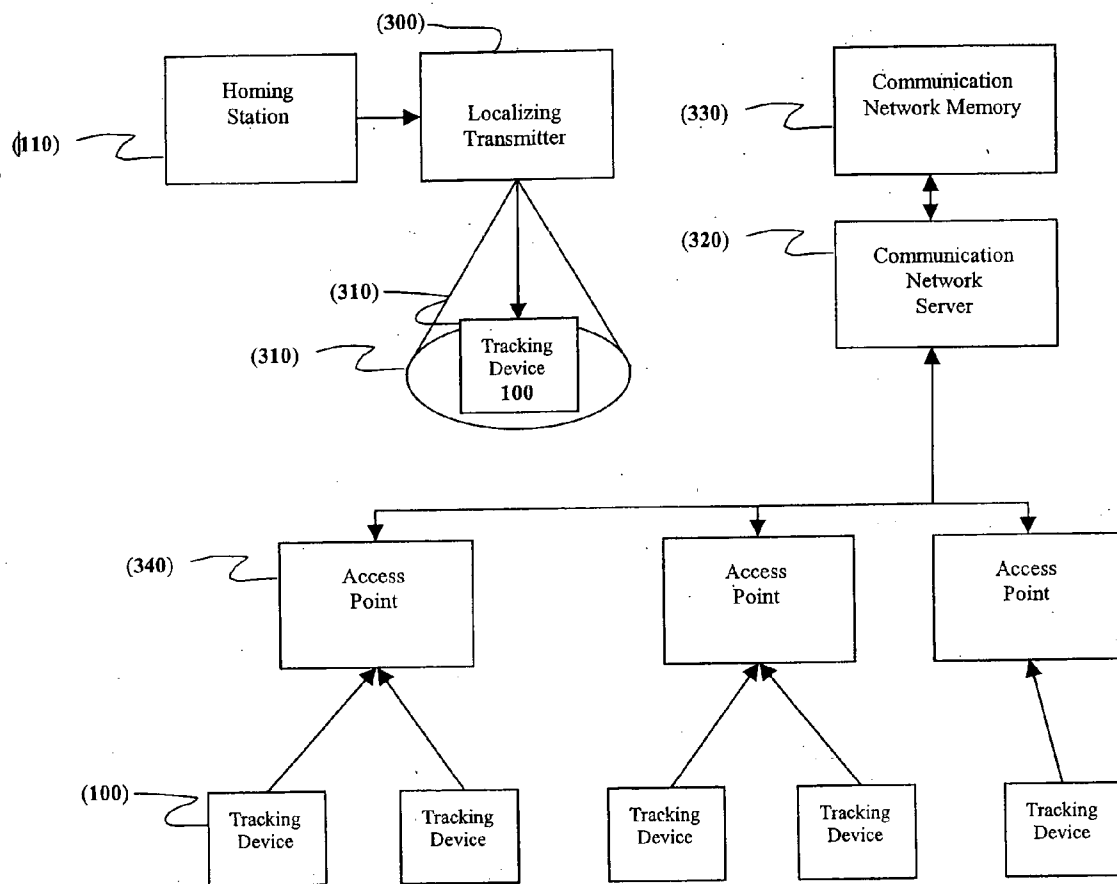 (300)
Homing
Station
(110)
Localizing
Transmitter
Communication
Network Memory
(330)
(320)
Communication
Network
Server
(310)
(310)
Tracking
Device
100
(340)
Access
Point
Access
Point
Access
Point
(100)
Tracking
Device
Tracking
Device
Tracking
Device
Tracking
Device
Tracking
Device